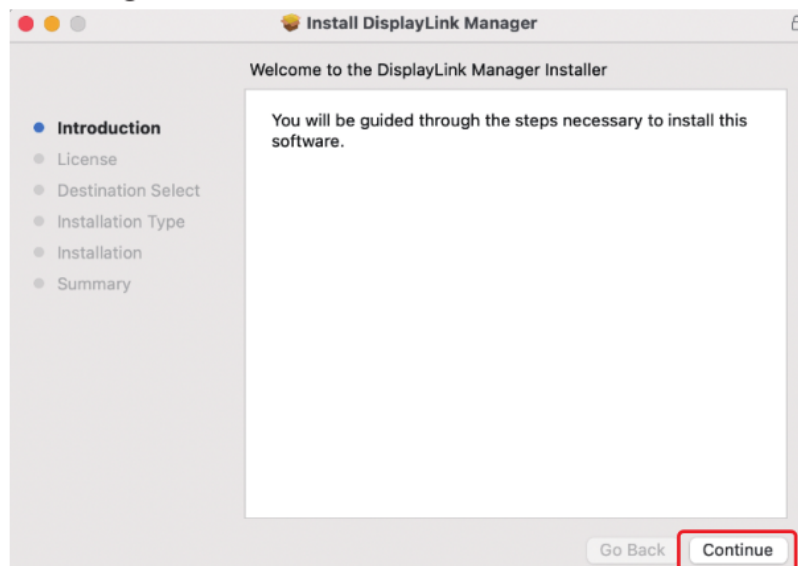 Install DisplayLink Manager
Welcome to the DisplayLink Manager Installer
Introduction
License
Destination Select
Installation Type
Installation
Summary
You will be guided through the steps necessary to install this
software.
Go Back
Continue